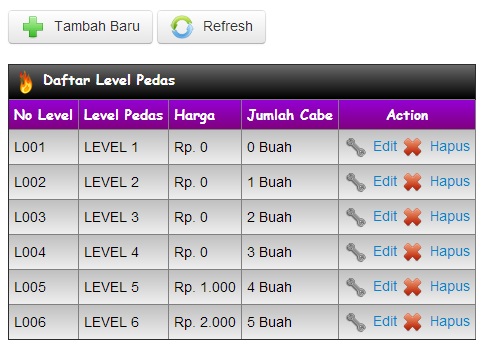 Tambah Baru Refresh
Daftar Level Pedas
No Level Level Pedas Harga Jumlah Cabe Action
L001 LEVEL 1 Rp. 0 0 Buah Edit Hapus
L002 LEVEL 2 Rp. 0 1 Buah Edit Hapus
L003 LEVEL 3 Rp. 0 2 Buah Edit Hapus
L004 LEVEL 4 Rp. 0 3 Buah Edit Hapus
L005 LEVEL 5 Rp. 1.000 4 Buah Edit Hapus
L006 LEVEL 6 Rp. 2.000 5 Buah Edit Hapus